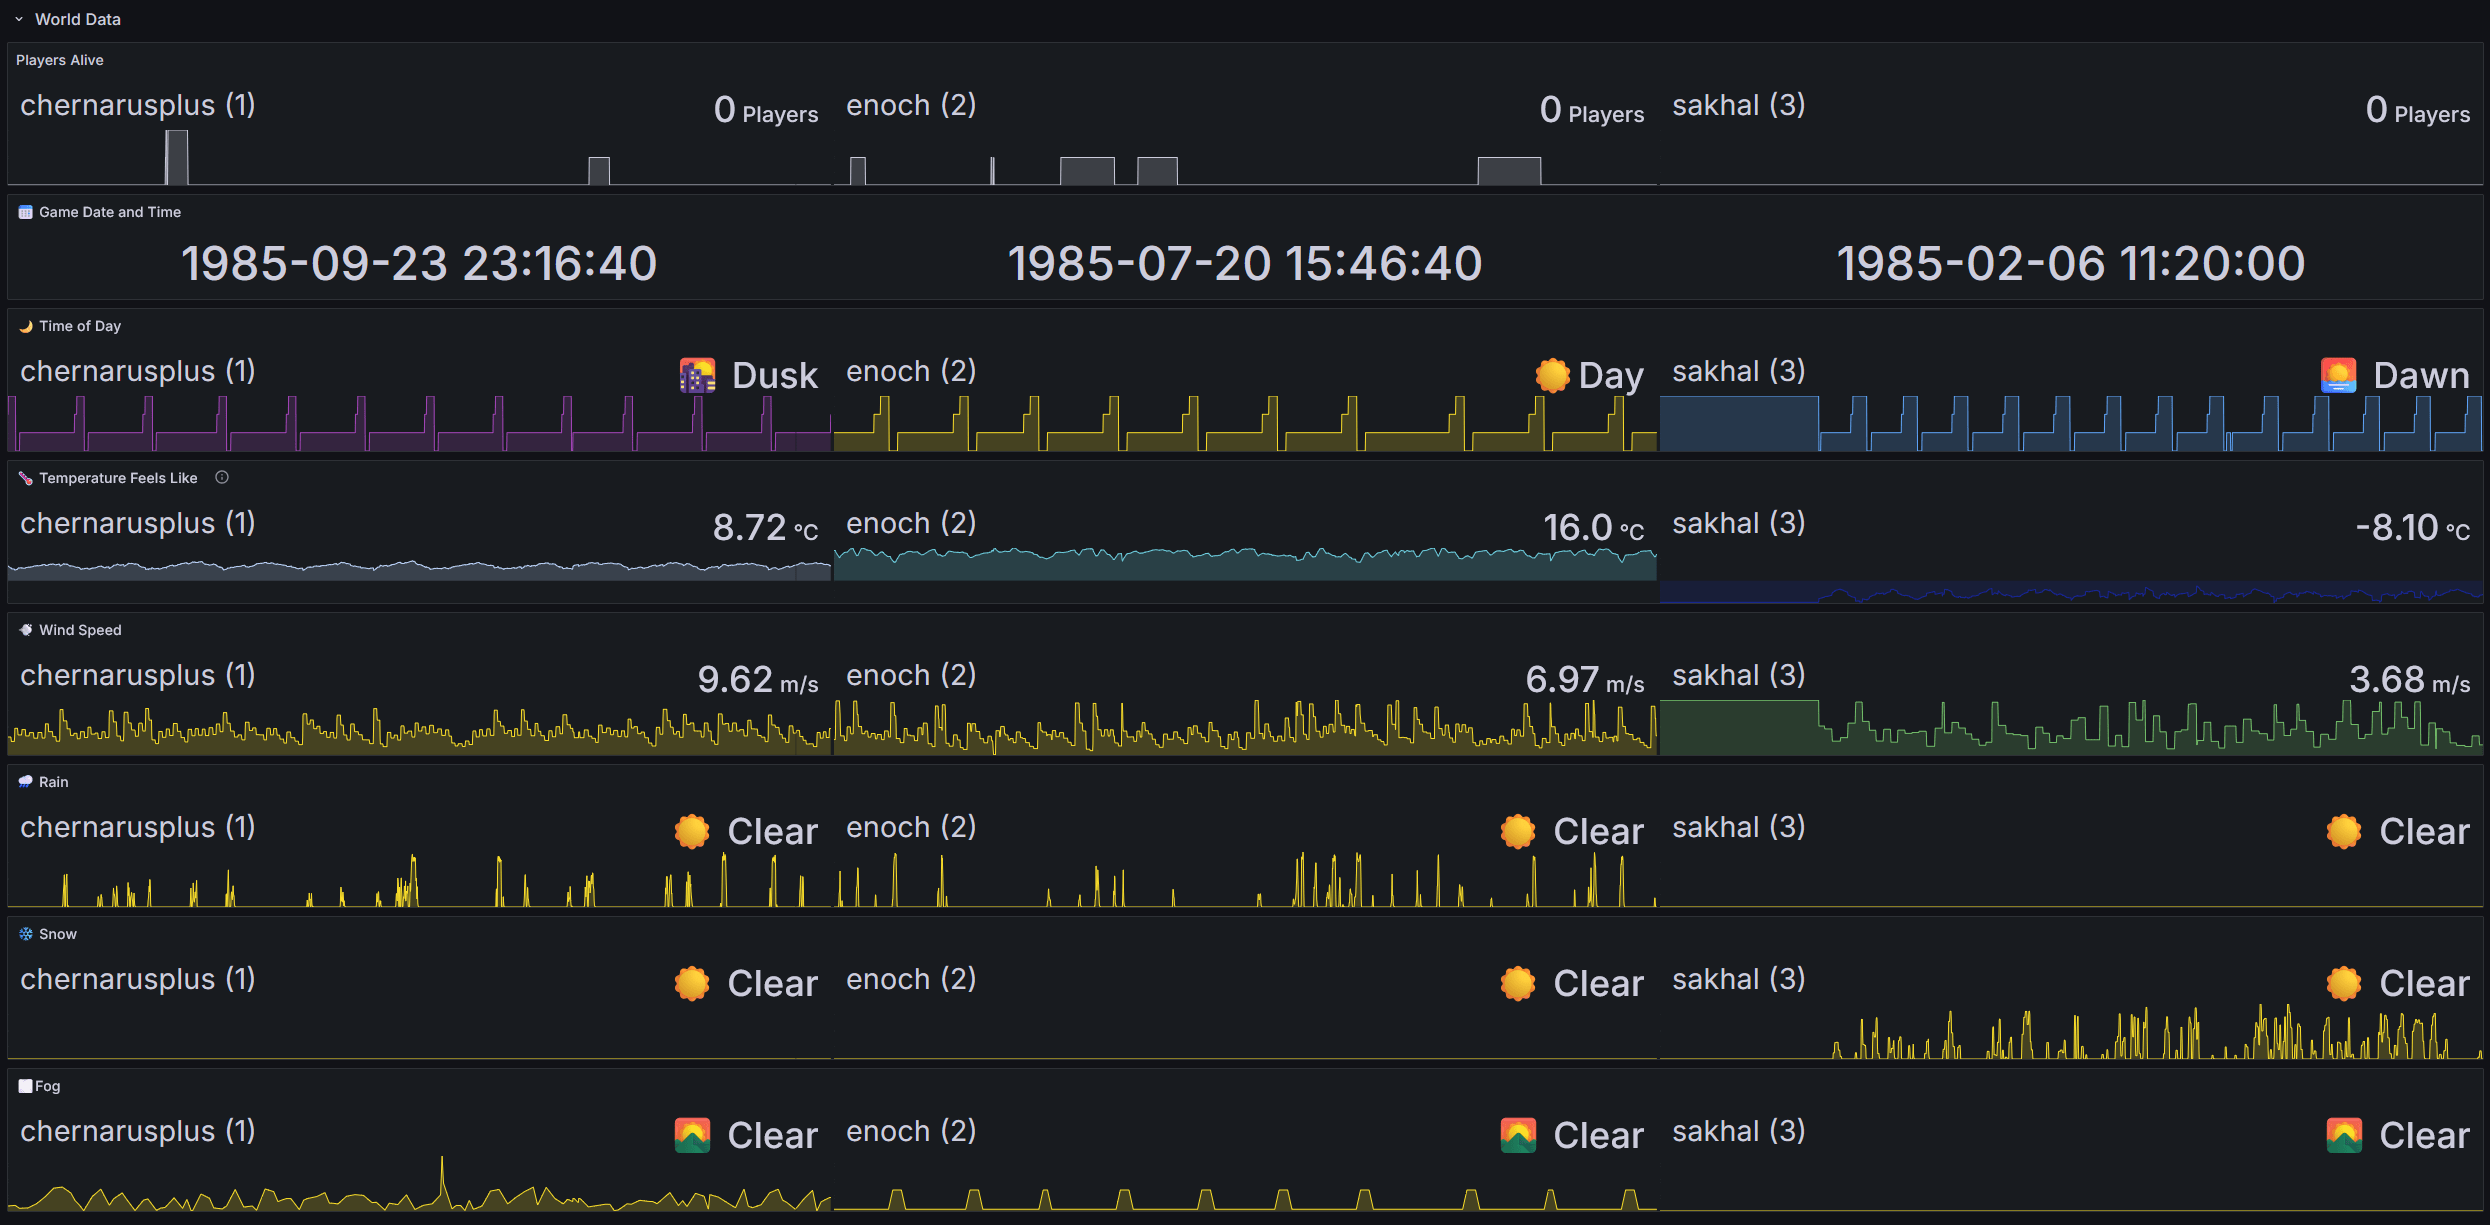 World Data
Players Alive
chernarusplus (1) 0 Players enoch (2) 0 Players sakhal (3) 0 Players
Game Date and Time
1985-09-23 23:16:40 1985-07-20 15:46:40 1985-02-06 11:20:00
Time of Day
chernarusplus (1) Dusk enoch (2) Day sakhal (3) Dawn
Temperature Feels Like
chernarusplus (1) 8.72 °C enoch (2) 16.0 °C sakhal (3) -8.10 °C
Wind Speed
chernarusplus (1) 9.62 m/s enoch (2) 6.97 m/s sakhal (3) 3.68 m/s
Rain
chernarusplus (1) Clear enoch (2) Clear sakhal (3) Clear
Snow
chernarusplus (1) Clear enoch (2) Clear sakhal (3) Clear
Fog
chernarusplus (1) Clear enoch (2) Clear sakhal (3) Clear